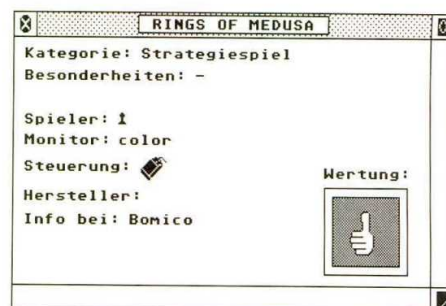 RINGS OF MEDUSA
Kategorie: Strategiespiel
Besonderheiten: –
Spieler: 1
Monitor: color
Steuerung:
Wertung:
Hersteller:
Info bei: Bomico